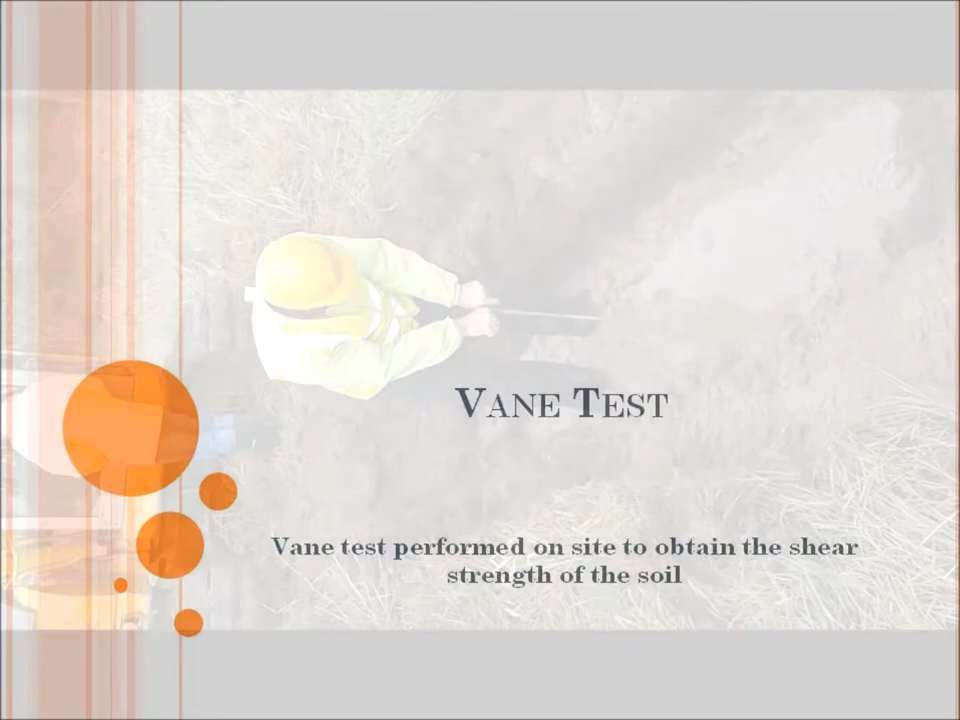 Vane Test
Vane test performed on site to obtain the shear
strength of the soil